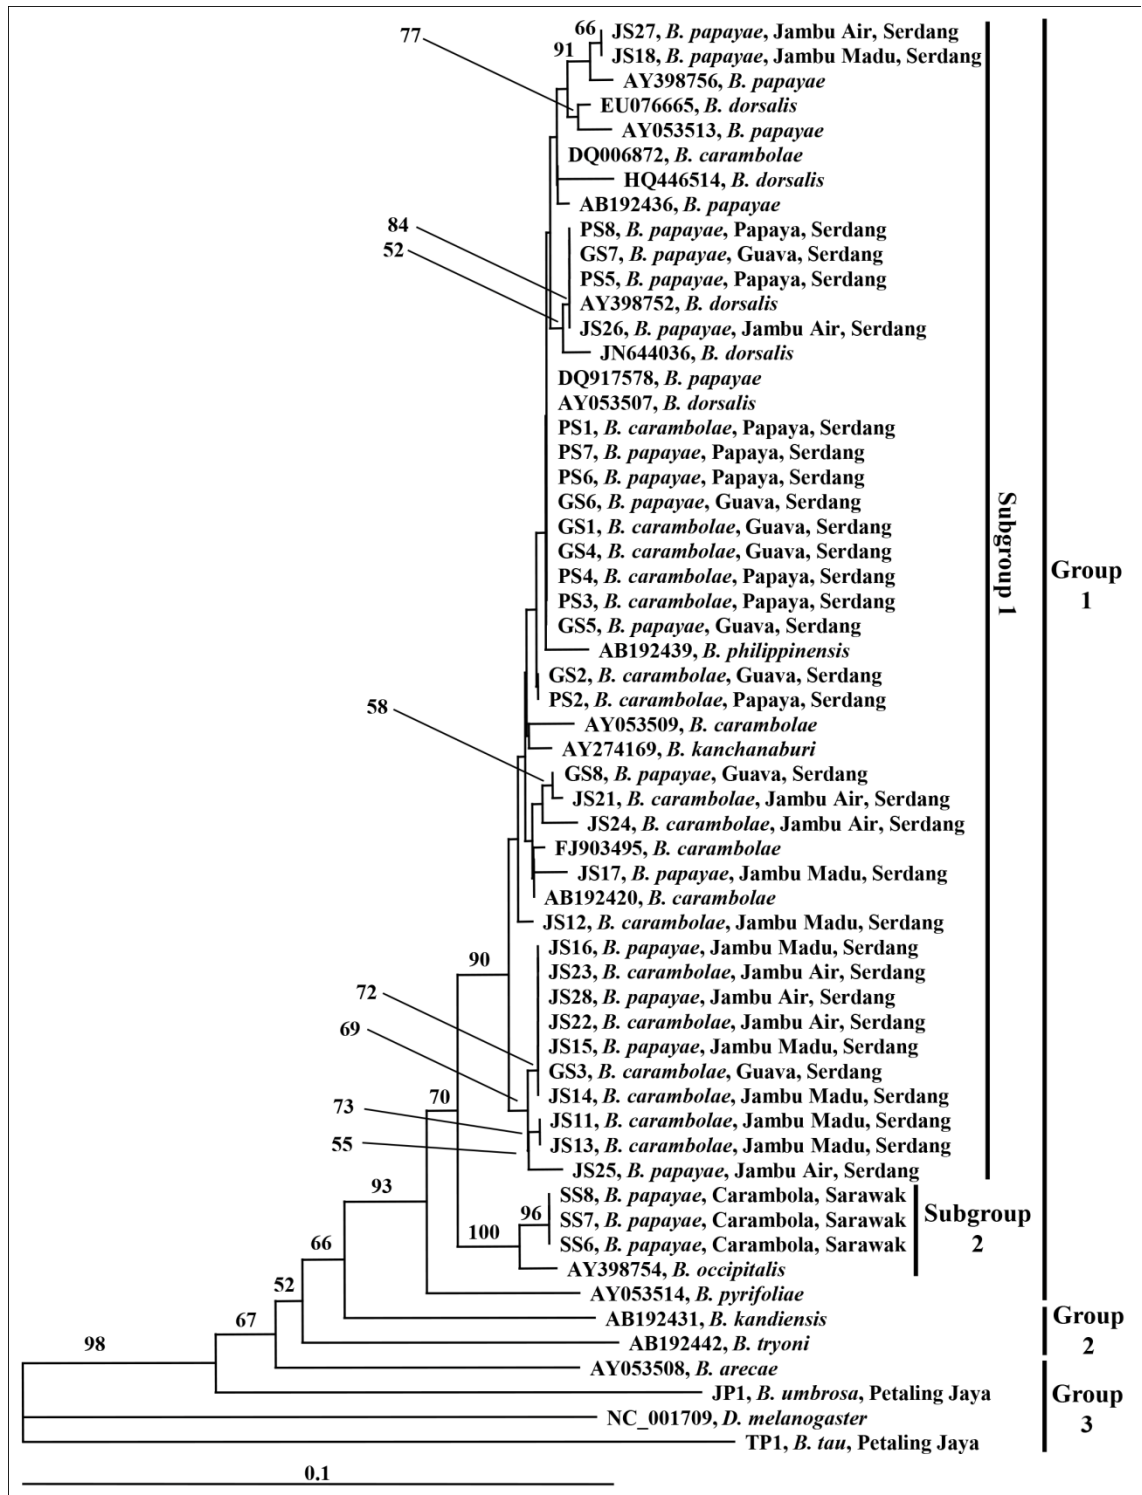 66
JS27, B. papayae, Jambu Air, Serdang
77
91
JS18, B. papayae, Jambu Madu, Serdang
AY398756, B. papayae
EU076665, B. dorsalis
AY053513, B. papayae
DQ006872, B. carambolae
HQ446514, B. dorsalis
AB192436, B. papayae
84
PS8, B. papayae, Papaya, Serdang
52
GS7, B. papayae, Guava, Serdang
PS5, B. papayae, Papaya, Serdang
AY398752, B. dorsalis
JS26, B. papayae, Jambu Air, Serdang
JN644036, B. dorsalis
DQ917578, B. papayae
AY053507, B. dorsalis
PS1, B. carambolae, Papaya, Serdang
PS7, B. papayae, Papaya, Serdang
PS6, B. papayae, Papaya, Serdang
GS6, B. papayae, Guava, Serdang
GS1, B. carambolae, Guava, Serdang
GS4, B. carambolae, Guava, Serdang
PS4, B. carambolae, Papaya, Serdang
PS3, B. carambolae, Papaya, Serdang
GS5, B. papayae, Guava, Serdang
AB192439, B. philippinensis
GS2, B. carambolae, Guava, Serdang
PS2, B. carambolae, Papaya, Serdang
58
AY053509, B. carambolae
AY274169, B. kanchanaburi
GS8, B. papayae, Guava, Serdang
JS21, B. carambolae, Jambu Air, Serdang
JS24, B. carambolae, Jambu Air, Serdang
FJ903495, B. carambolae
JS17, B. papayae, Jambu Madu, Serdang
AB192420, B. carambolae
JS12, B. carambolae, Jambu Madu, Serdang
90
JS16, B. papayae, Jambu Madu, Serdang
JS23, B. carambolae, Jambu Air, Serdang
72
JS28, B. papayae, Jambu Air, Serdang
JS22, B. carambolae, Jambu Air, Serdang
69
JS15, B. papayae, Jambu Madu, Serdang
GS3, B. carambolae, Guava, Serdang
70
JS14, B. carambolae, Jambu Madu, Serdang
73
JS11, B. carambolae, Jambu Madu, Serdang
55
JS13, B. carambolae, Jambu Madu, Serdang
JS25, B. papayae, Jambu Air, Serdang
93
SS8, B. papayae, Carambola, Sarawak
96
SS7, B. papayae, Carambola, Sarawak
100
SS6, B. papayae, Carambola, Sarawak
66
AY398754, B. occipitalis
52
AY053514, B. pyrifoliae
67
AB192431, B. kandiensis
98
AB192442, B. tryoni
AY053508, B. arecae
JP1, B. umbrosa, Petaling Jaya
NC_001709, D. melanogaster
TP1, B. tau, Petaling Jaya
0.1
Subgroup 1
Subgroup
2
Group
1
Group
2
Group
3